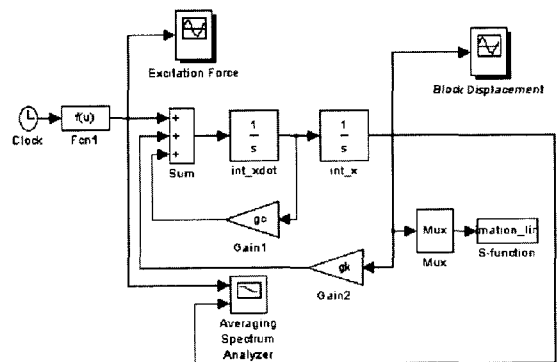 Excitation Force
Block Displacement
Clock
f(u)
Fcn1
+
+
+
Sum
1
s
int_xdot
1
s
int_x
gc
Gain1
gk
Gain2
Mux
Mux
mation_lin
S-function
Averaging
Spectrum
Analyzer